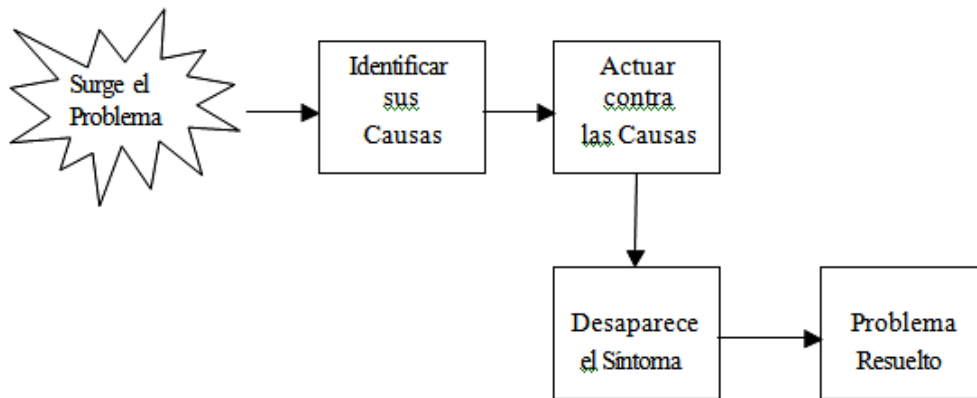 Surge el
Problema
Identificar
sus
Causas
Actuar
contra
las Causas
Desaparece
el Síntoma
Problema
Resuelto